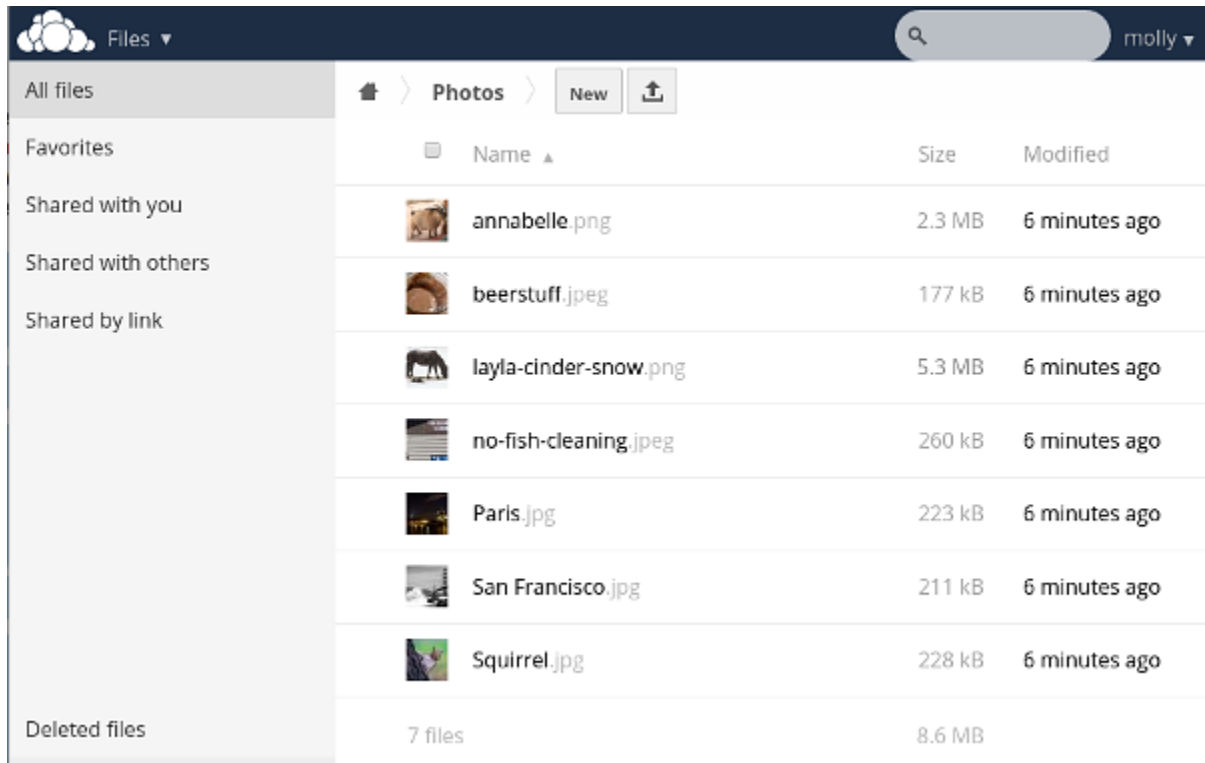 Files ▾ molly ▾
All files
Favorites
Shared with you
Shared with others
Shared by link
Deleted files
Photos New
Name ▴ Size Modified
annabelle.png 2.3 MB 6 minutes ago
beerstuff.jpeg 177 kB 6 minutes ago
layla-cinder-snow.png 5.3 MB 6 minutes ago
no-fish-cleaning.jpeg 260 kB 6 minutes ago
Paris.jpg 223 kB 6 minutes ago
San Francisco.jpg 211 kB 6 minutes ago
Squirrel.jpg 228 kB 6 minutes ago
7 files 8.6 MB